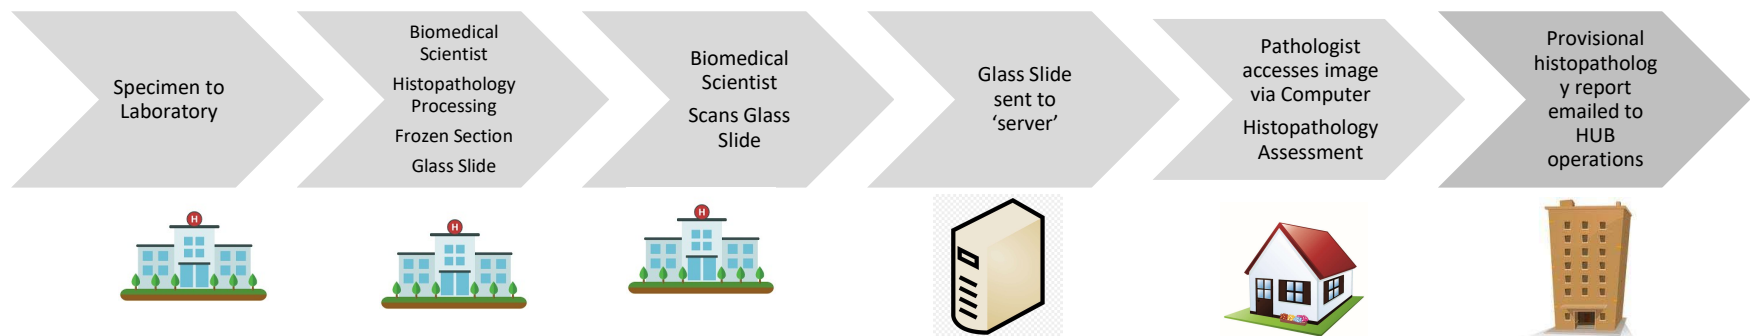 Specimen to
Laboratory
Biomedical
Scientist
Histopathology
Processing
Frozen Section
Glass Slide
Biomedical
Scientist
Scans Glass
Slide
Glass Slide
sent to
‘server’
Pathologist
accesses image
via Computer
Histopathology
Assessment
Provisional
histopatholog
y report
emailed to
HUB
operations
H
H
H